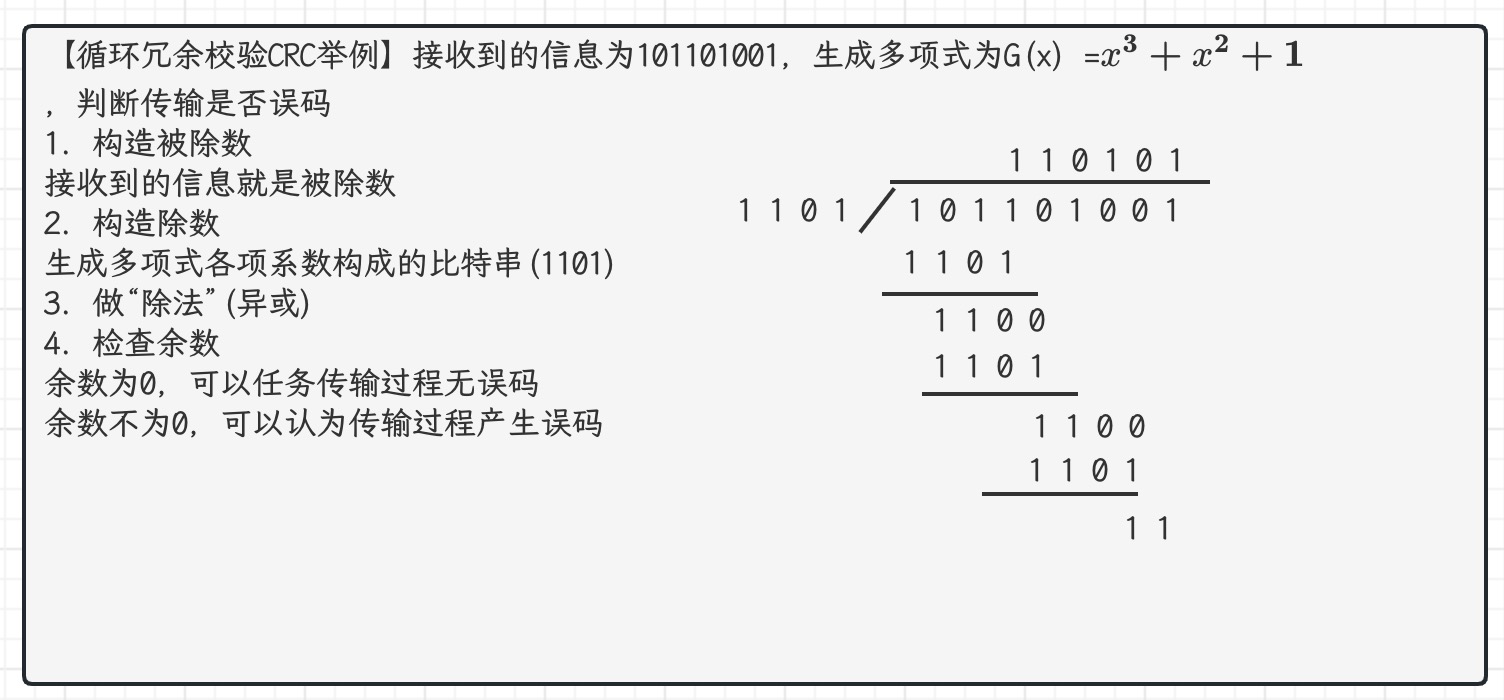 【循环冗余校验CRC举例】接收到的信息为101101001，生成多项式为G(x) =x³ + x² + 1
，判断传输是否误码
1. 构造被除数
接收到的信息就是被除数
2. 构造除数
生成多项式各项系数构成的比特串(1101)
3. 做“除法”(异或)
4. 检查余数
余数为0，可以任务传输过程无误码
余数不为0，可以认为传输过程产生误码
1 1 0 1 0 1
1 1 0 1 / 1 0 1 1 0 1 0 0 1
1 1 0 1
1 1 0 0
1 1 0 1
1 1 0 0
1 1 0 1
1 1